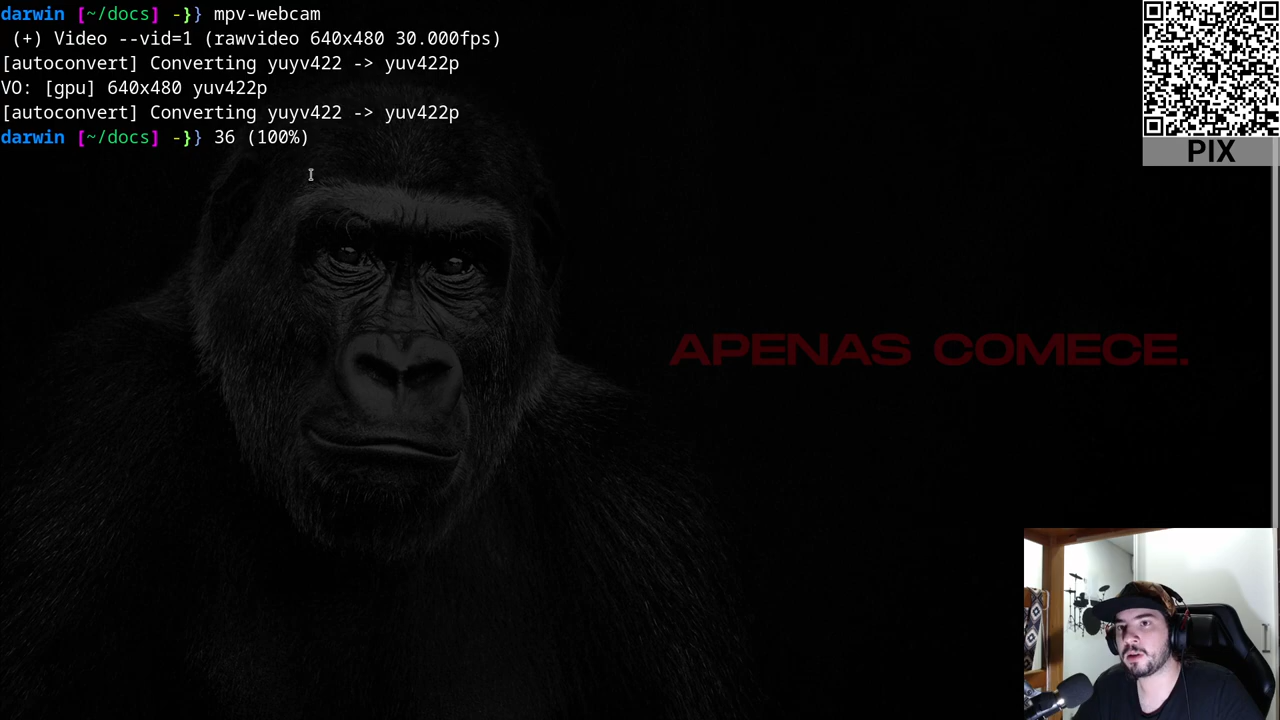 darwin [~/docs] -}} mpv-webcam
(+) Video --vid=1 (rawvideo 640x480 30.000fps)
[autoconvert] Converting yuyv422 -> yuv422p
VO: [gpu] 640x480 yuv422p
[autoconvert] Converting yuyv422 -> yuv422p
darwin [~/docs] -}} 36 (100%)
PIX
APENAS COMECE.